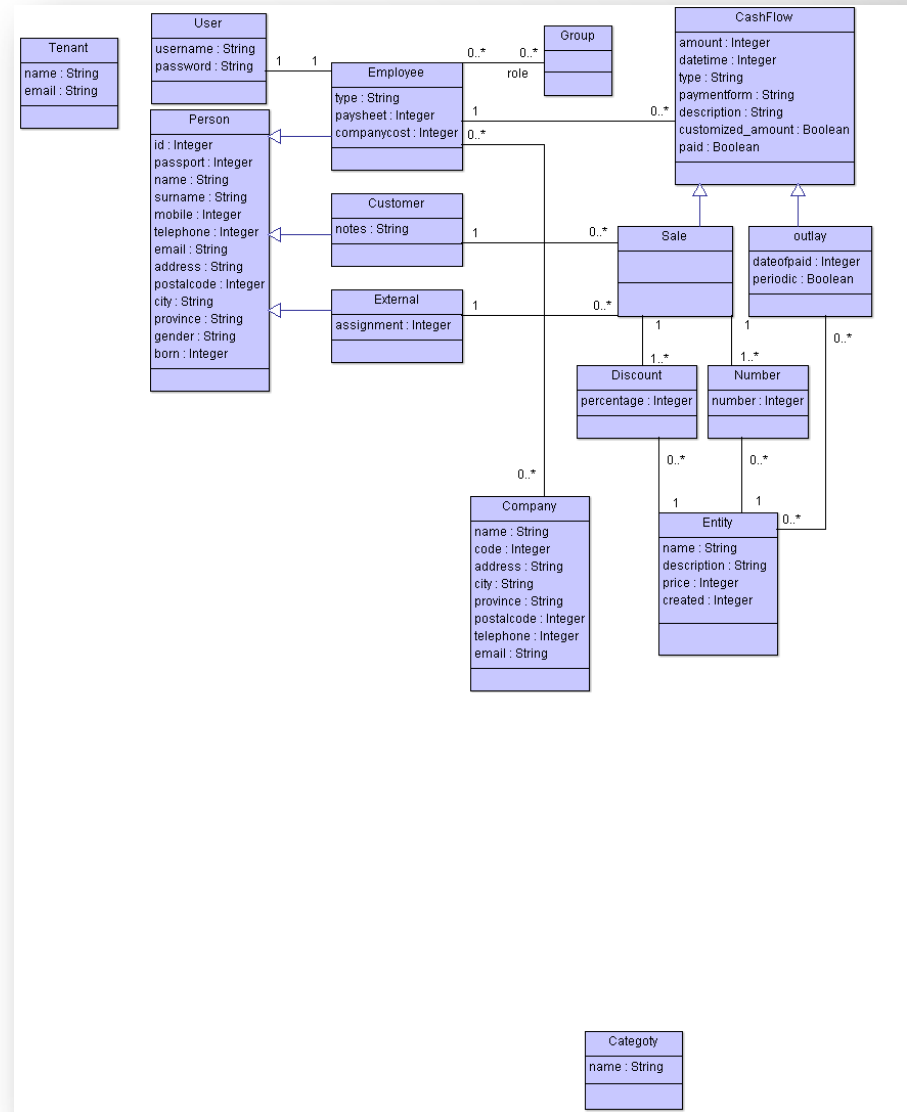 Tenant
name : String
email : String
User
username : String
password : String
1
1
Employee
type : String
paysheet : Integer
companycost : Integer
0..*
0..*
role
Group
1
0..*
0..*
CashFlow
amount : Integer
datetime : Integer
type : String
paymentform : String
description : String
customized_amount : Boolean
paid : Boolean
Person
id : Integer
passport : Integer
name : String
surname : String
mobile : Integer
telephone : Integer
email : String
address : String
postalcode : Integer
city : String
province : String
gender : String
born : Integer
Customer
notes : String
1
0..*
External
assignment : Integer
1
0..*
Sale
outlay
dateofpaid : Integer
periodic : Boolean
1
1
0..*
1..*
1..*
Discount
percentage : Integer
Number
number : Integer
0..*
0..*
1
1
0..*
0..*
Company
name : String
code : Integer
address : String
city : String
province : String
postalcode : Integer
telephone : Integer
email : String
Entity
name : String
description : String
price : Integer
created : Integer
Categoty
name : String